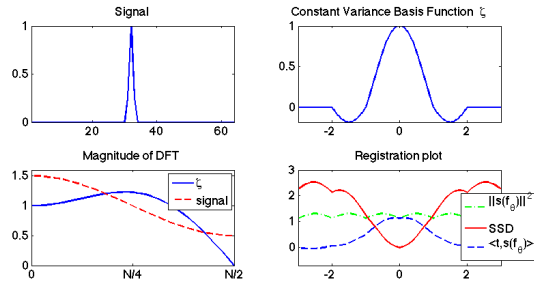 Signal
1
0.5
0
20 40 60
Constant Variance Basis Function ζ
1
0.5
0
-2 0 2
Magnitude of DFT
1.5
1
0.5
0
0 N/4 N/2
ζ
signal
Registration plot
3
2
1
0
-2 0 2
||s(f_θ)||²
SSD
<t,s(f_θ)>